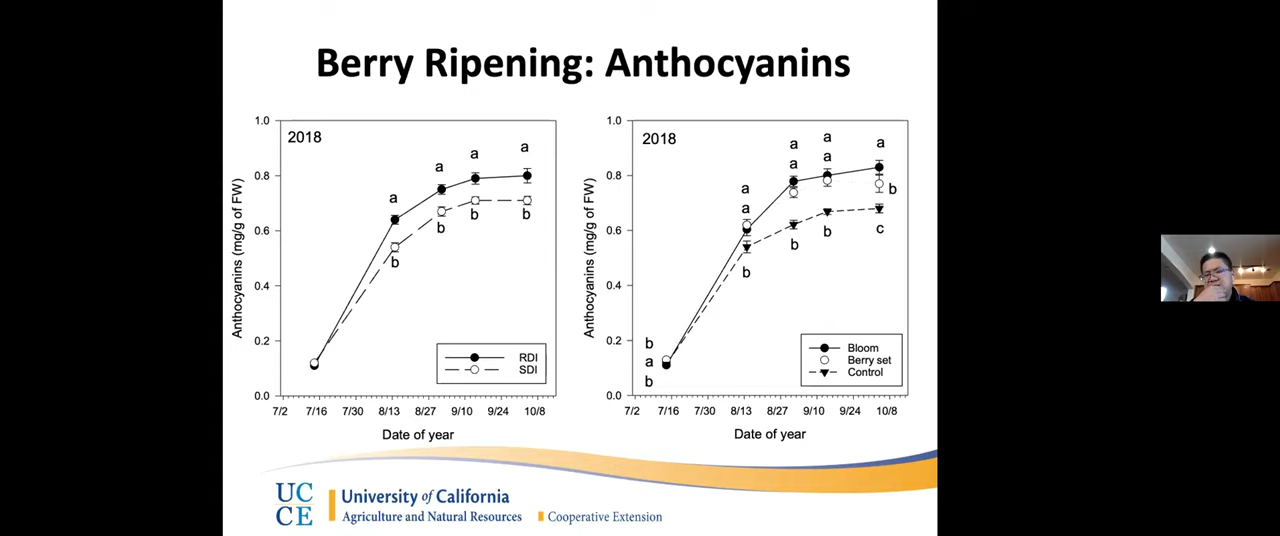 Berry Ripening: Anthocyanins
2018
Anthocyanins (mg/g of FW)
1.0
0.8
0.6
0.4
0.2
0.0
a
a
a
a
b
b
b
b
RDI
SDI
7/2 7/16 7/30 8/13 8/27 9/10 9/24 10/8
Date of year
2018
Anthocyanins (mg/g of FW)
1.0
0.8
0.6
0.4
0.2
0.0
a
a
a
a
a
a
a
b
b
b
b
c
b
a
b
Bloom
Berry set
Control
7/2 7/16 7/30 8/13 8/27 9/10 9/24 10/8
Date of year
UC
CE
University of California
Agriculture and Natural Resources
Cooperative Extension